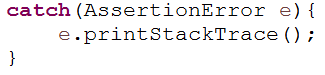 catch(AssertionError e){
    e.printStackTrace();
}